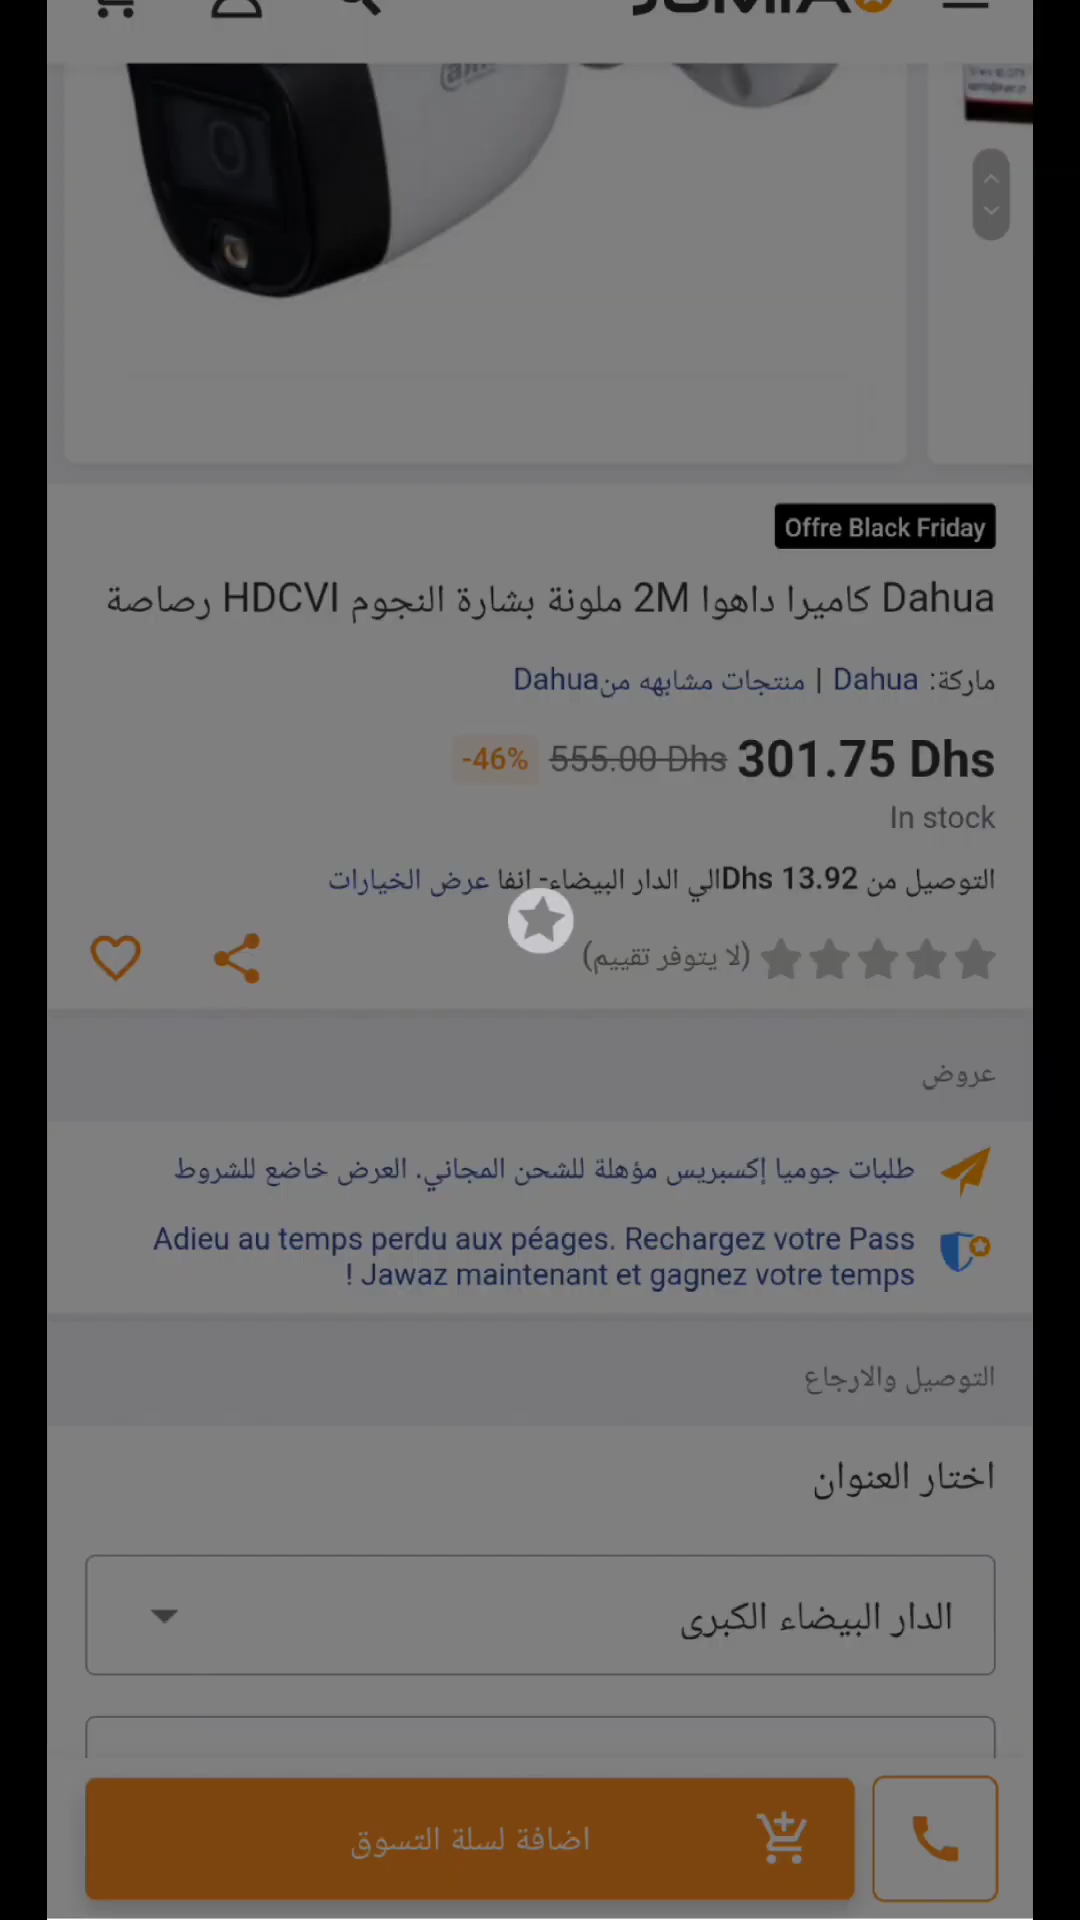 JUMIA
Offre Black Friday
Dahua كاميرا داهوا 2M ملونة بشارة النجوم HDCVI رصاصة
ماركة: Dahua | منتجات مشابهه منDahua
301.75 Dhs 555.00 Dhs -46%
In stock
التوصيل من 13.92 Dhsالي الدار البيضاء- انفا عرض الخيارات
(لا يتوفر تقييم)
عروض
طلبات جوميا إكسبريس مؤهلة للشحن المجاني. العرض خاضع للشروط
Adieu au temps perdu aux péages. Rechargez votre Pass
Jawaz maintenant et gagnez votre temps !
التوصيل والارجاع
اختار العنوان
الدار البيضاء الكبرى
اضافة لسلة التسوق